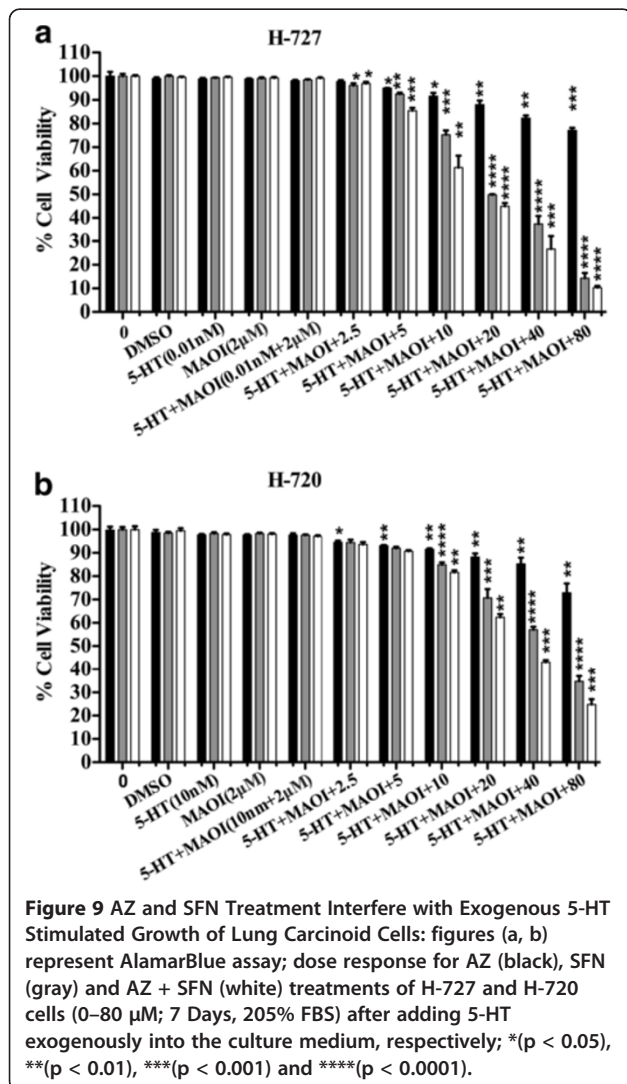 a
H-727
% Cell Viability
110
100
90
80
70
60
50
40
30
20
10
0
* *
* ** ***
* *** **
** **** ****
** **** ***
*** **** ****
0
DMSO
5-HT(0.01nM)
MAOI(2μM)
5-HT+MAOI(0.01nM+2μM)
5-HT+MAOI+2.5
5-HT+MAOI+5
5-HT+MAOI+10
5-HT+MAOI+20
5-HT+MAOI+40
5-HT+MAOI+80
b
H-720
% Cell Viability
110
100
90
80
70
60
50
40
30
20
10
0
*
**
** **** **
** *** **
** **** ***
** **** ***
0
DMSO
5-HT(10nM)
MAOI(2μM)
5-HT+MAOI(10nm+2μM)
5-HT+MAOI+2.5
5-HT+MAOI+5
5-HT+MAOI+10
5-HT+MAOI+20
5-HT+MAOI+40
5-HT+MAOI+80
Figure 9 AZ and SFN Treatment Interfere with Exogenous 5-HT
Stimulated Growth of Lung Carcinoid Cells: figures (a, b)
represent AlamarBlue assay; dose response for AZ (black), SFN
(gray) and AZ + SFN (white) treatments of H-727 and H-720
cells (0–80 μM; 7 Days, 205% FBS) after adding 5-HT
exogenously into the culture medium, respectively; *(p < 0.05),
**(p < 0.01), ***(p < 0.001) and ****(p < 0.0001).